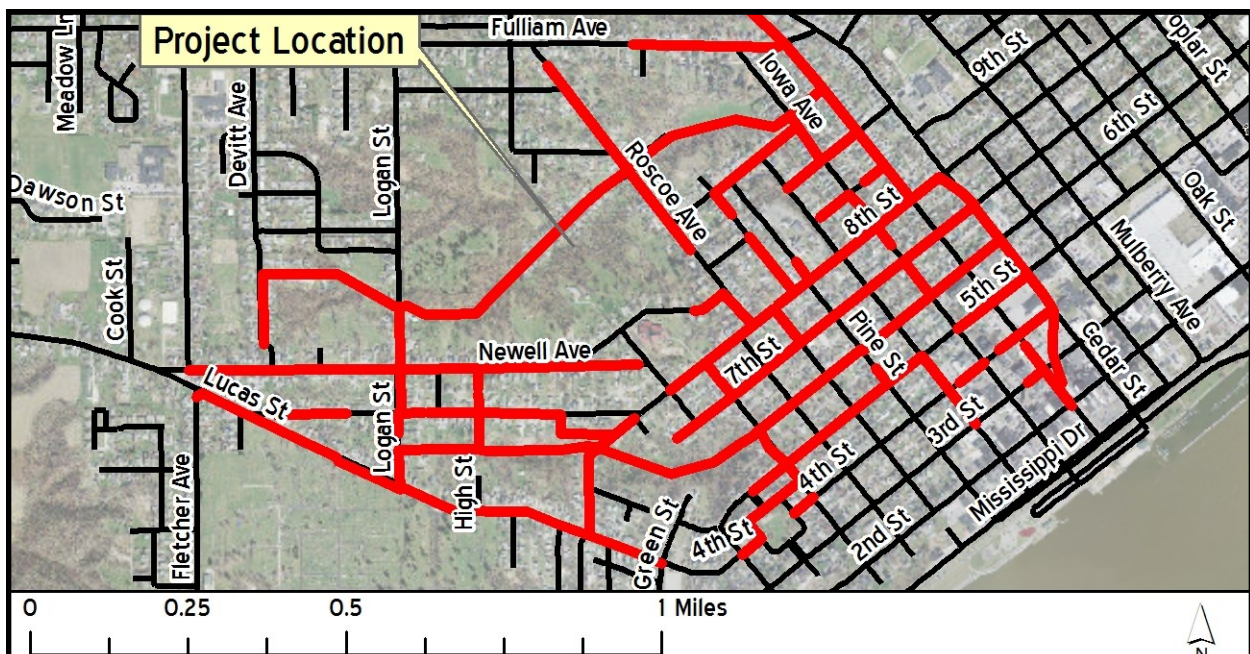 Fulliam Ave
Project Location
Meadow Ln
Devitt Ave
Logan St
Dawson St
Cook St
Iowa Ave
9th St
oplar St
6th St
Oak St
Roscoe Ave
8th St
Mulberry Ave
5th St
Pine St
Cedar St
Newell Ave
7th St
Lucas St
Logan St
High St
3rd St
Mississippi Dr
4th St
2nd St
Fletcher Ave
Green St
4th St
0 0.25 0.5 1 Miles
N